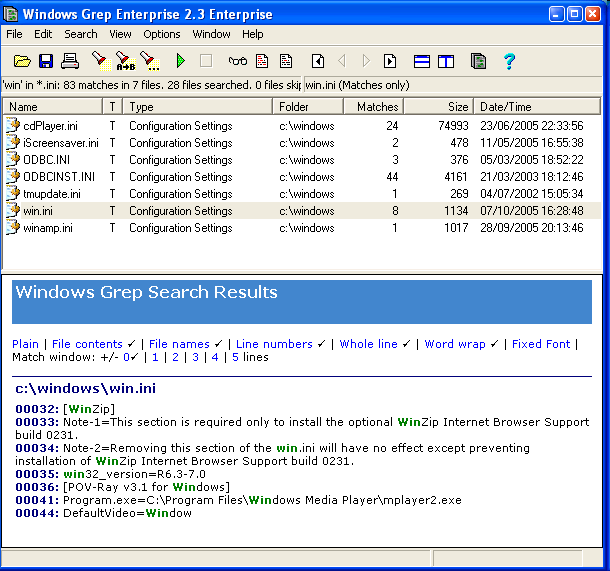 Windows Grep Enterprise 2.3 Enterprise
File Edit Search View Options Window Help
A→B
'win' in *.ini: 83 matches in 7 files. 28 files searched. 0 files skip win.ini (Matches only)
Name T Type Folder Matches Size Date/Time
cdPlayer.ini T Configuration Settings c:\windows 24 74993 23/06/2005 22:33:56
iScreensaver.ini T Configuration Settings c:\windows 2 478 11/05/2005 16:55:38
ODBC.INI T Configuration Settings c:\windows 3 376 05/03/2005 18:52:22
ODBCINST.INI T Configuration Settings c:\windows 44 4161 21/03/2003 18:12:46
tmupdate.ini T Configuration Settings c:\windows 1 269 04/07/2002 15:05:34
win.ini T Configuration Settings c:\windows 8 1134 07/10/2005 16:28:48
winamp.ini T Configuration Settings c:\windows 1 1017 28/09/2005 20:13:46
Windows Grep Search Results
Plain | File contents ✓ | File names ✓ | Line numbers ✓ | Whole line ✓ | Word wrap ✓ | Fixed Font |
Match window: +/- 0✓ | 1 | 2 | 3 | 4 | 5 lines
c:\windows\win.ini
00032: [WinZip]
00033: Note-1=This section is required only to install the optional WinZip Internet Browser Support
build 0231.
00034: Note-2=Removing this section of the win.ini will have no effect except preventing
installation of WinZip Internet Browser Support build 0231.
00035: win32_version=R6.3-7.0
00036: [POV-Ray v3.1 for Windows]
00041: Program.exe=C:\Program Files\Windows Media Player\mplayer2.exe
00044: DefaultVideo=Window